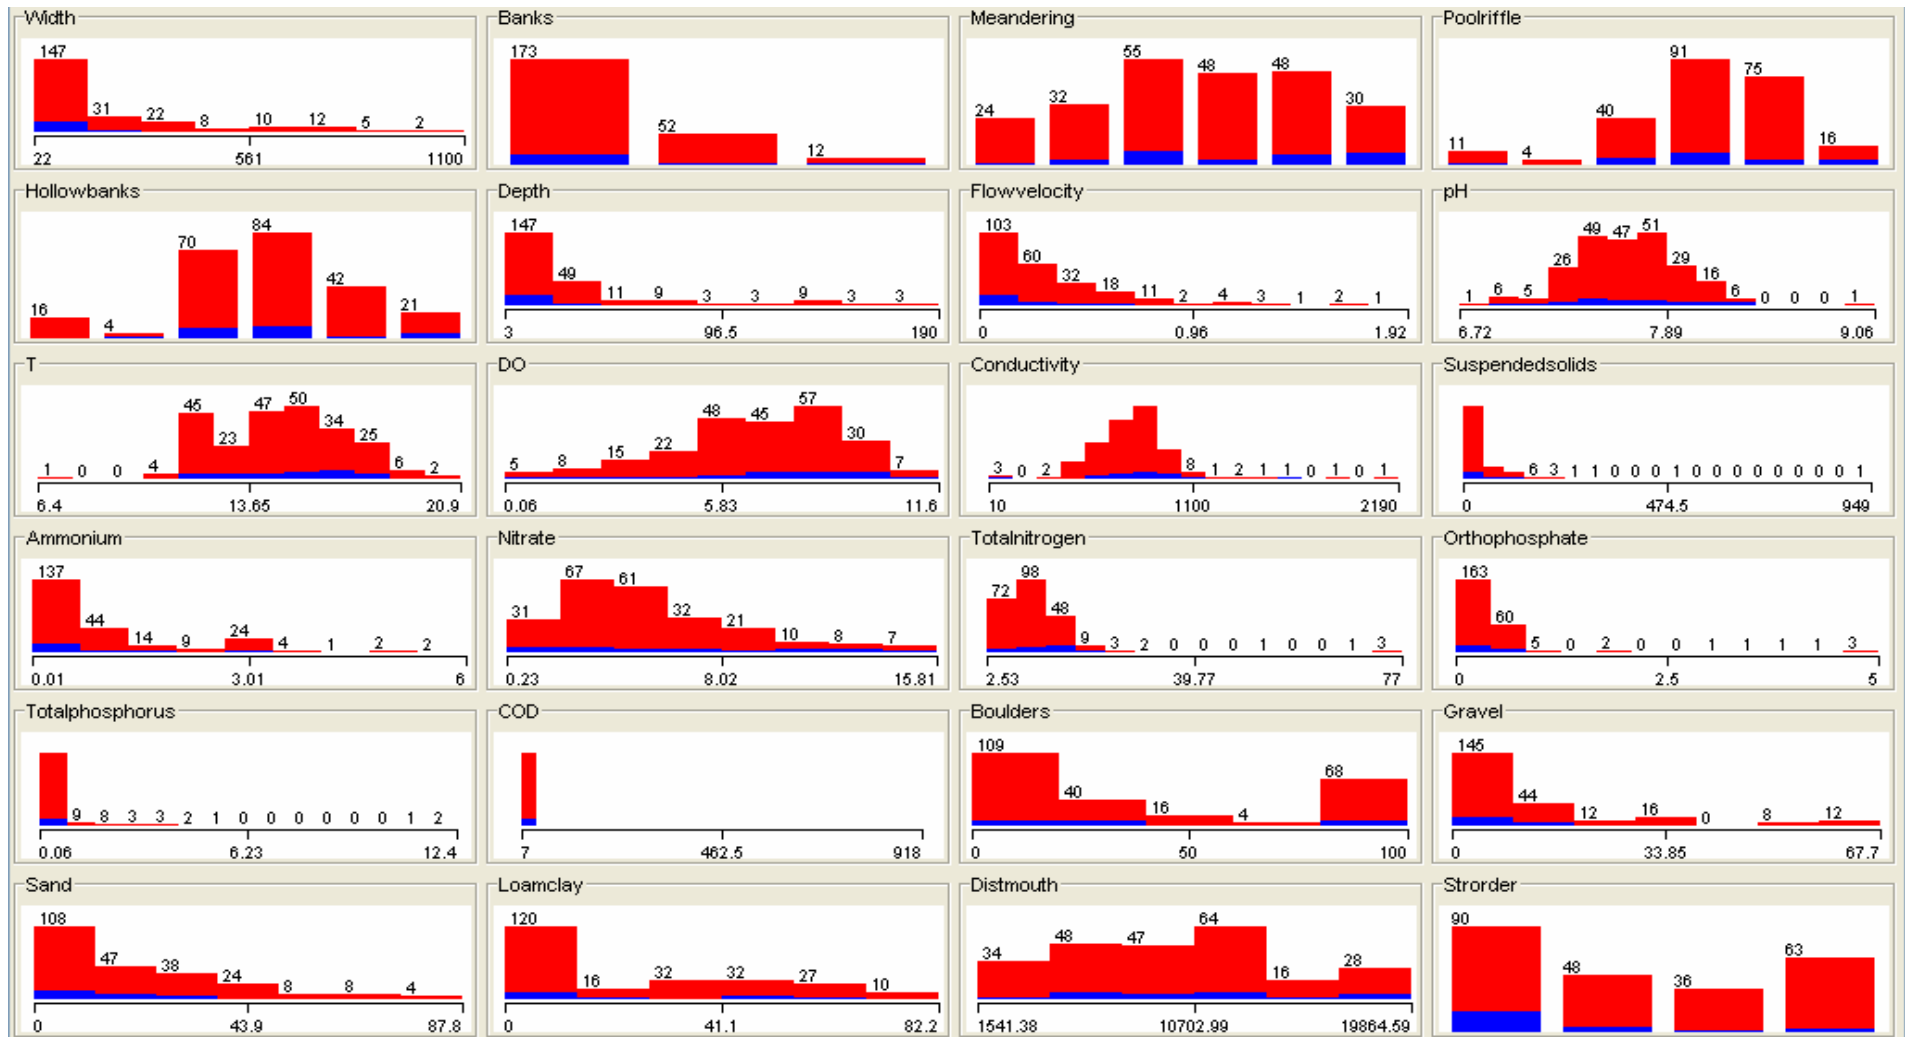 Width
147
31 22 8 10 12 5 2
22 561 1100
Banks
173
52
12
Meandering
24 32 55 48 48 30
Poolriffle
11 4 40 91 75 16
Hollowbanks
16 4 70 84 42 21
Depth
147
49
11 9 3 3 9 3 3
3 96.5 190
Flowvelocity
103
60
32
18
11 2 4 3 1 2 1
0 0.96 1.92
pH
1 6 5 26 49 47 51 29 16 6 0 0 0 1
6.72 7.89 9.06
T
1 0 0 4 45 23 47 50 34 25 6 2
6.4 13.65 20.9
DO
5 8 15 22 48 45 57 30 7
0.06 5.83 11.6
Conductivity
3 0 2 8 1 2 1 1 0 1 0 1
10 1100 2190
Suspendedsolids
6 3 1 1 0 0 0 1 0 0 0 0 0 0 0 0 1
0 474.5 949
Ammonium
137
44
14 9 24 4 1 2 2
0.01 3.01 6
Nitrate
31 67 61 32 21 10 8 7
0.23 8.02 15.81
Totalnitrogen
72 98 48 9 3 2 0 0 0 1 0 0 1 3
2.53 39.77 77
Orthophosphate
163
60
5 0 2 0 0 1 1 1 1 3
0 2.5 5
Totalphosphorus
9 8 3 3 2 1 0 0 0 0 0 0 1 2
0.06 6.23 12.4
COD
7 462.5 918
Boulders
109
40
16
4
68
0 50 100
Gravel
145
44
12 16 0 8 12
0 33.85 67.7
Sand
108
47
38
24
8 8 4
0 43.9 87.8
Loamclay
120
16 32 32 27 10
0 41.1 82.2
Distmouth
34 48 47 64 16 28
1541.38 10702.99 19864.59
Strorder
90
48
36
63